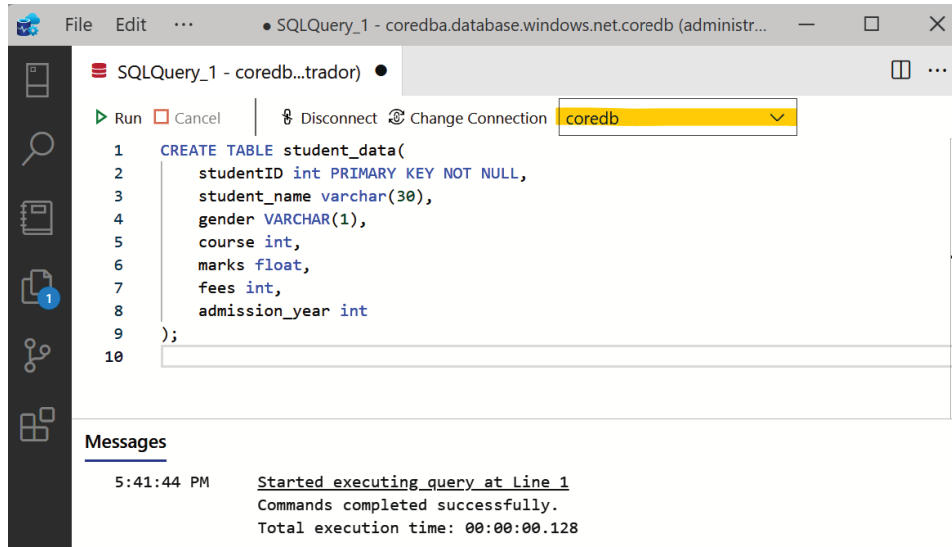 File Edit ··· ● SQLQuery_1 - coredba.database.windows.net.coredb (administr...
SQLQuery_1 - coredb...trador) ●
Run Cancel Disconnect Change Connection coredb
1 CREATE TABLE student_data(
2 studentID int PRIMARY KEY NOT NULL,
3 student_name varchar(30),
4 gender VARCHAR(1),
5 course int,
6 marks float,
7 fees int,
8 admission_year int
9 );
10
1
Messages
5:41:44 PM Started executing query at Line 1
Commands completed successfully.
Total execution time: 00:00:00.128